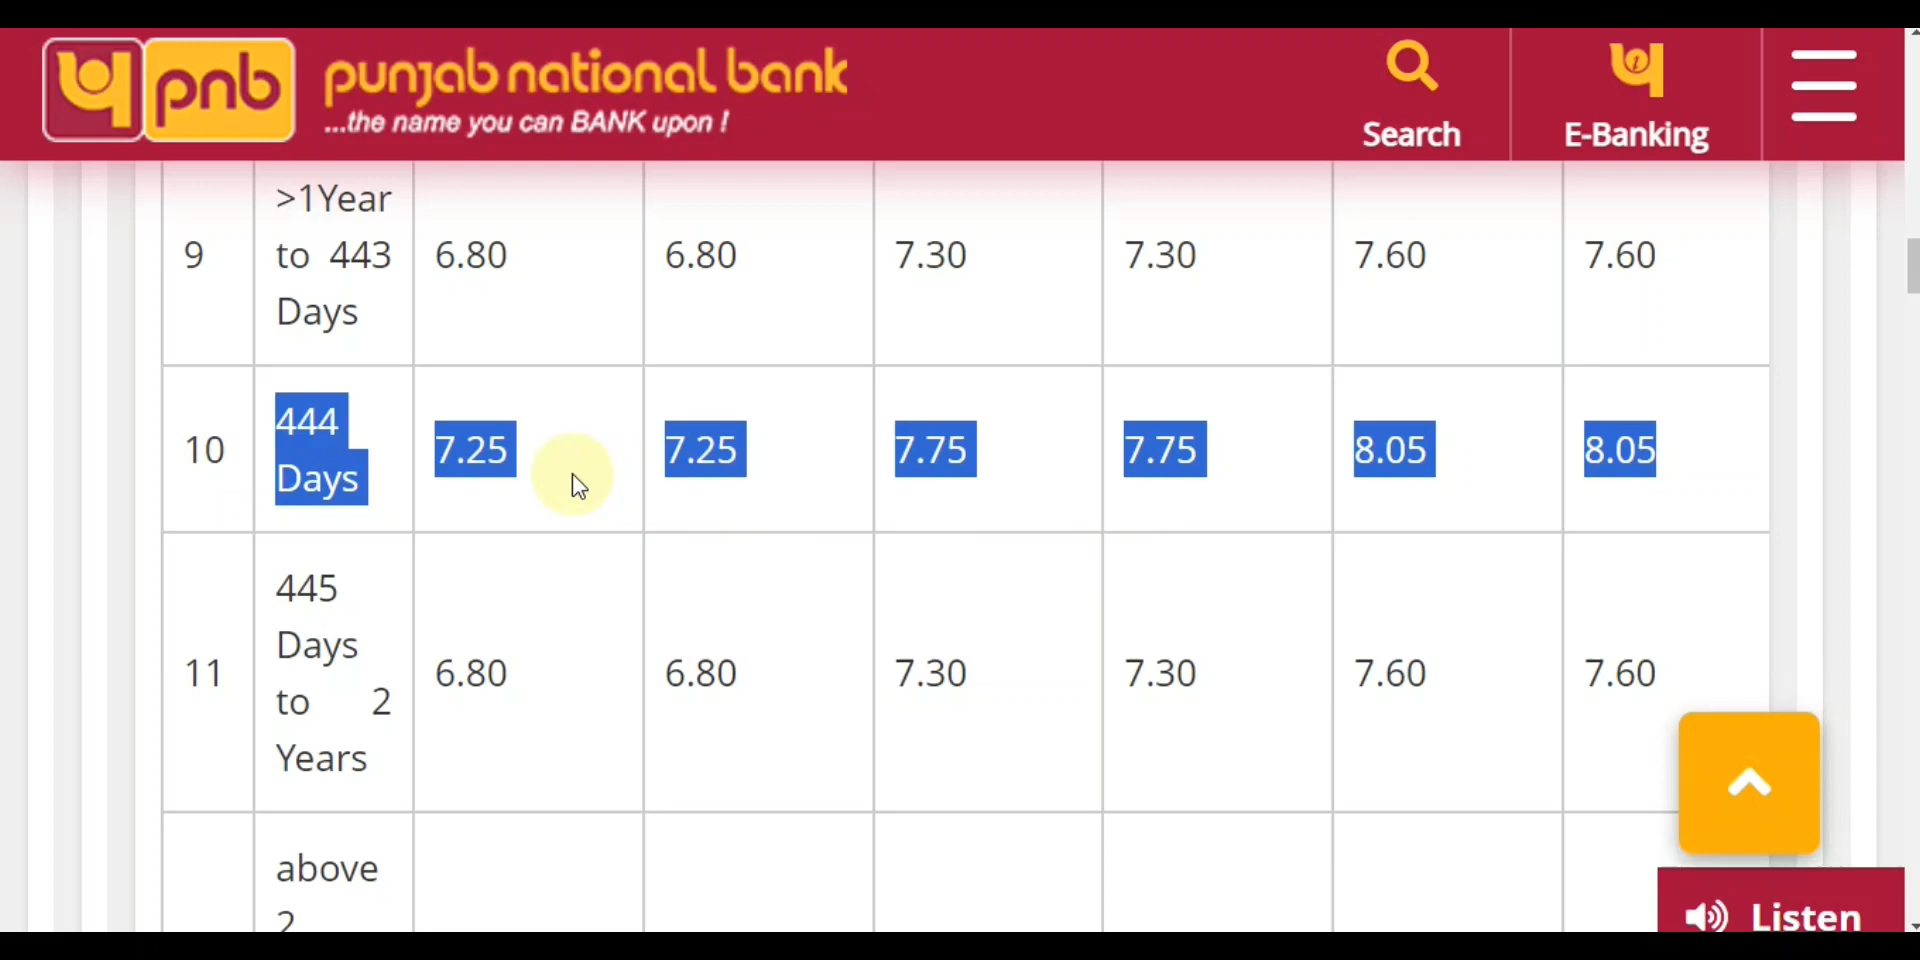 pnb punjab national bank
...the name you can BANK upon !
Search
E-Banking
>1Year
to 443
Days
9 6.80 6.80 7.30 7.30 7.60 7.60
444
Days
10 7.25 7.25 7.75 7.75 8.05 8.05
445
Days
to 2
Years
11 6.80 6.80 7.30 7.30 7.60 7.60
above
2
Listen